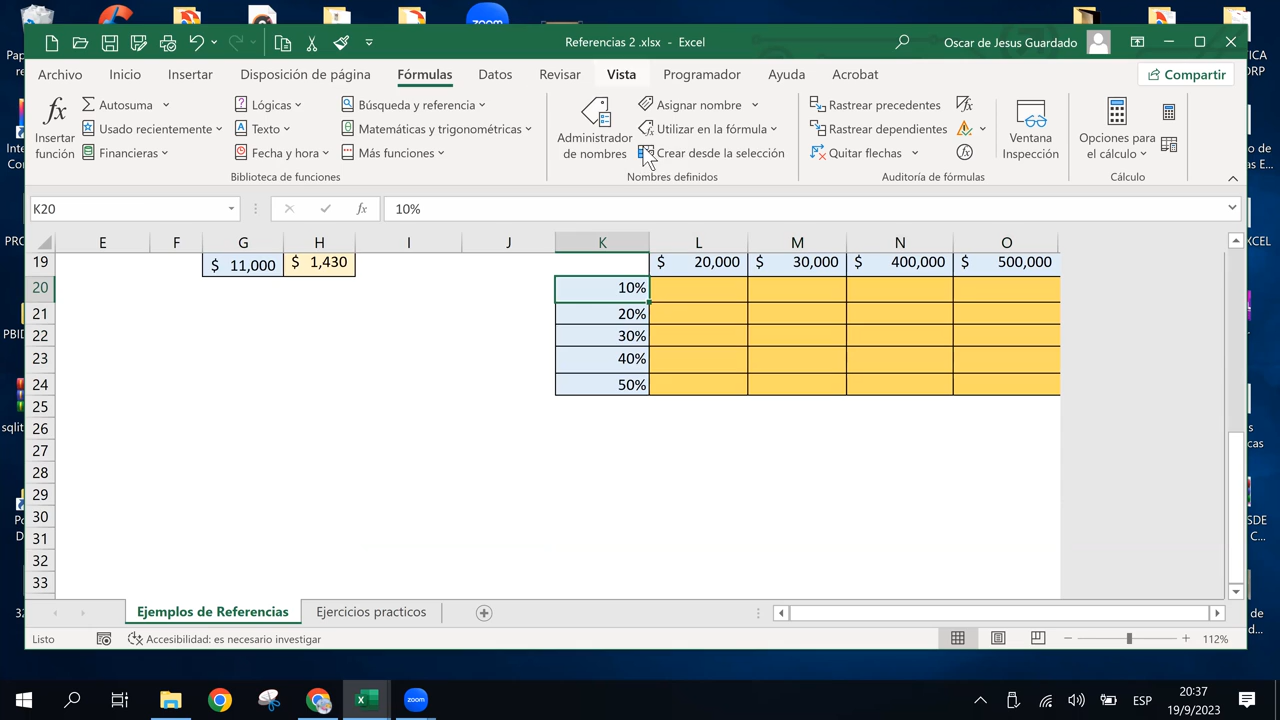 Referencias 2 .xlsx - Excel
Oscar de Jesus Guardado
Archivo Inicio Insertar Disposición de página Fórmulas Datos Revisar Vista Programador Ayuda Acrobat Compartir
Insertar función
Autosuma
Usado recientemente
Financieras
Lógicas
Texto
Fecha y hora
Búsqueda y referencia
Matemáticas y trigonométricas
Más funciones
Biblioteca de funciones
Administrador de nombres
Asignar nombre
Utilizar en la fórmula
Crear desde la selección
Nombres definidos
Rastrear precedentes
Rastrear dependientes
Quitar flechas
Auditoría de fórmulas
Ventana Inspección
Opciones para el cálculo
Cálculo
K20 fx 10%
E F G H I J K L M N O
19 $ 11,000 $ 1,430 $ 20,000 $ 30,000 $ 400,000 $ 500,000
20 10%
21 20%
22 30%
23 40%
24 50%
25
26
27
28
29
30
31
32
33
Ejemplos de Referencias Ejercicios practicos
Listo Accesibilidad: es necesario investigar 112%
zoom
ESP
20:37
19/9/2023